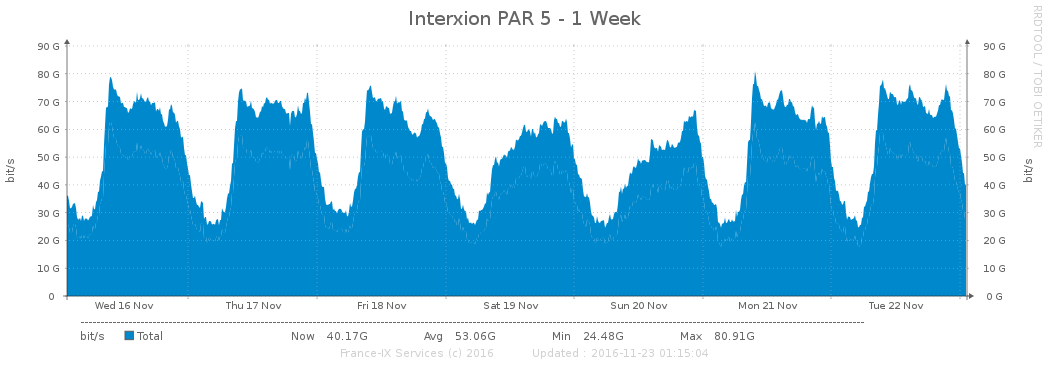 Interxion PAR 5 - 1 Week
RRDTOOL / TOBI OETIKER
bit/s
90 G 90 G
80 G 80 G
70 G 70 G
60 G 60 G
50 G 50 G
40 G 40 G
30 G 30 G
20 G 20 G
10 G 10 G
0 0 G
bit/s
Wed 16 Nov Thu 17 Nov Fri 18 Nov Sat 19 Nov Sun 20 Nov Mon 21 Nov Tue 22 Nov
bit/s Total Now 40.17G Avg 53.06G Min 24.48G Max 80.91G
France-IX Services (c) 2016 Updated : 2016-11-23 01:15:04